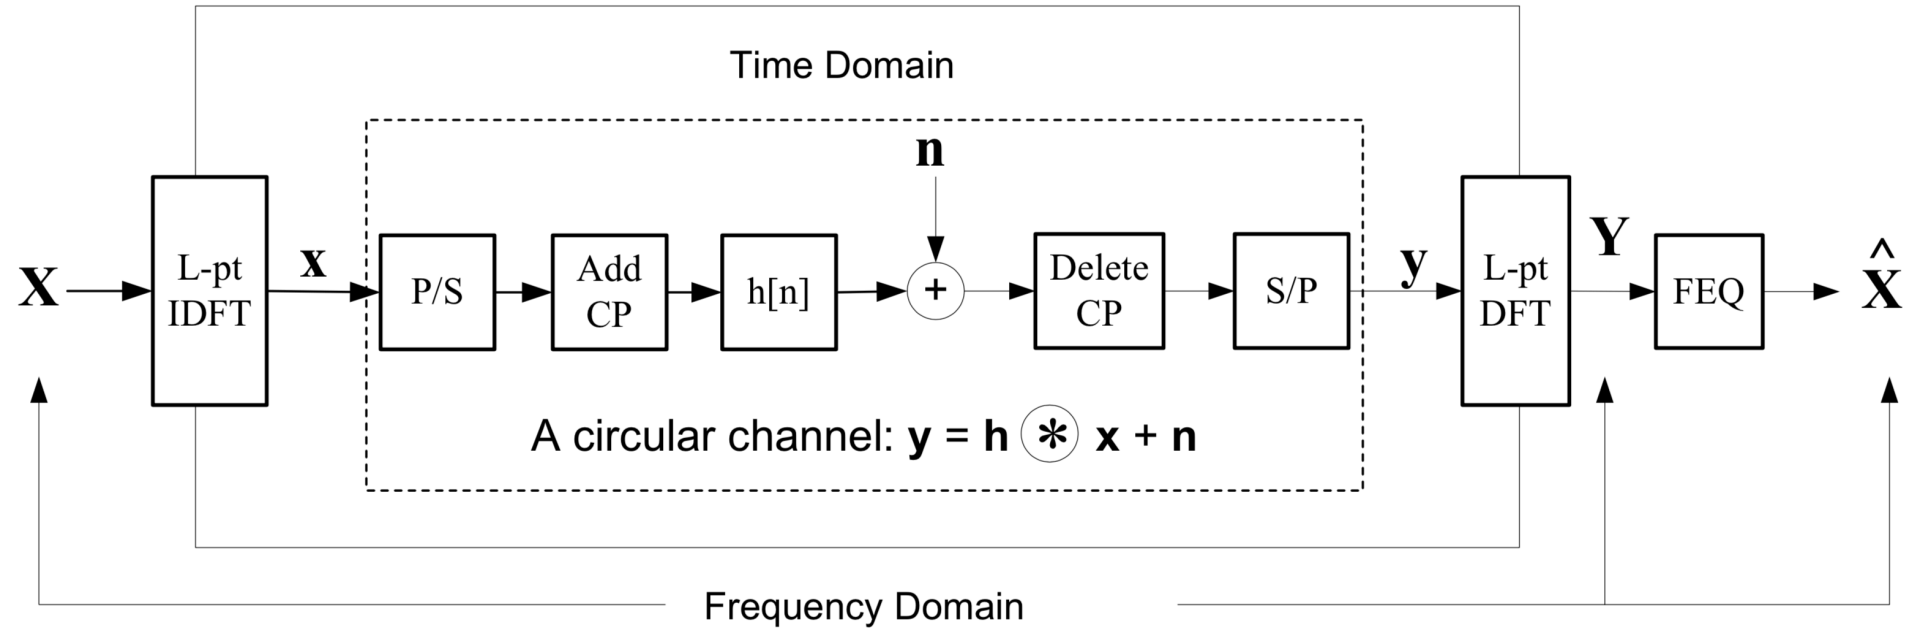 Time Domain
n
X
L-pt
IDFT
x
P/S
Add
CP
h[n]
+
Delete
CP
S/P
y
L-pt
DFT
Y
FEQ
X̂
A circular channel: y = h ⊛ x + n
Frequency Domain